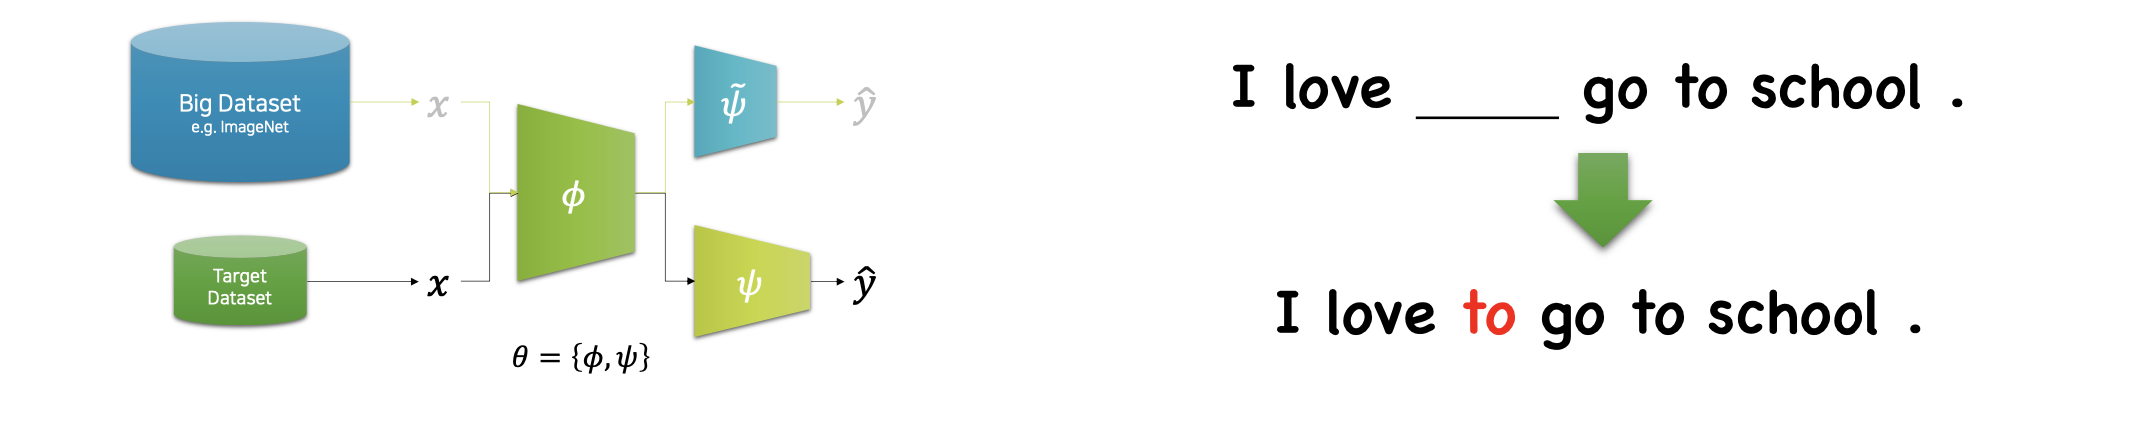 Big Dataset
e.g. ImageNet
x
ϕ
ψ̃
ŷ
Target
Dataset
x
ψ
ŷ
θ = {ϕ, ψ}
I love _____ go to school .
I love to go to school .